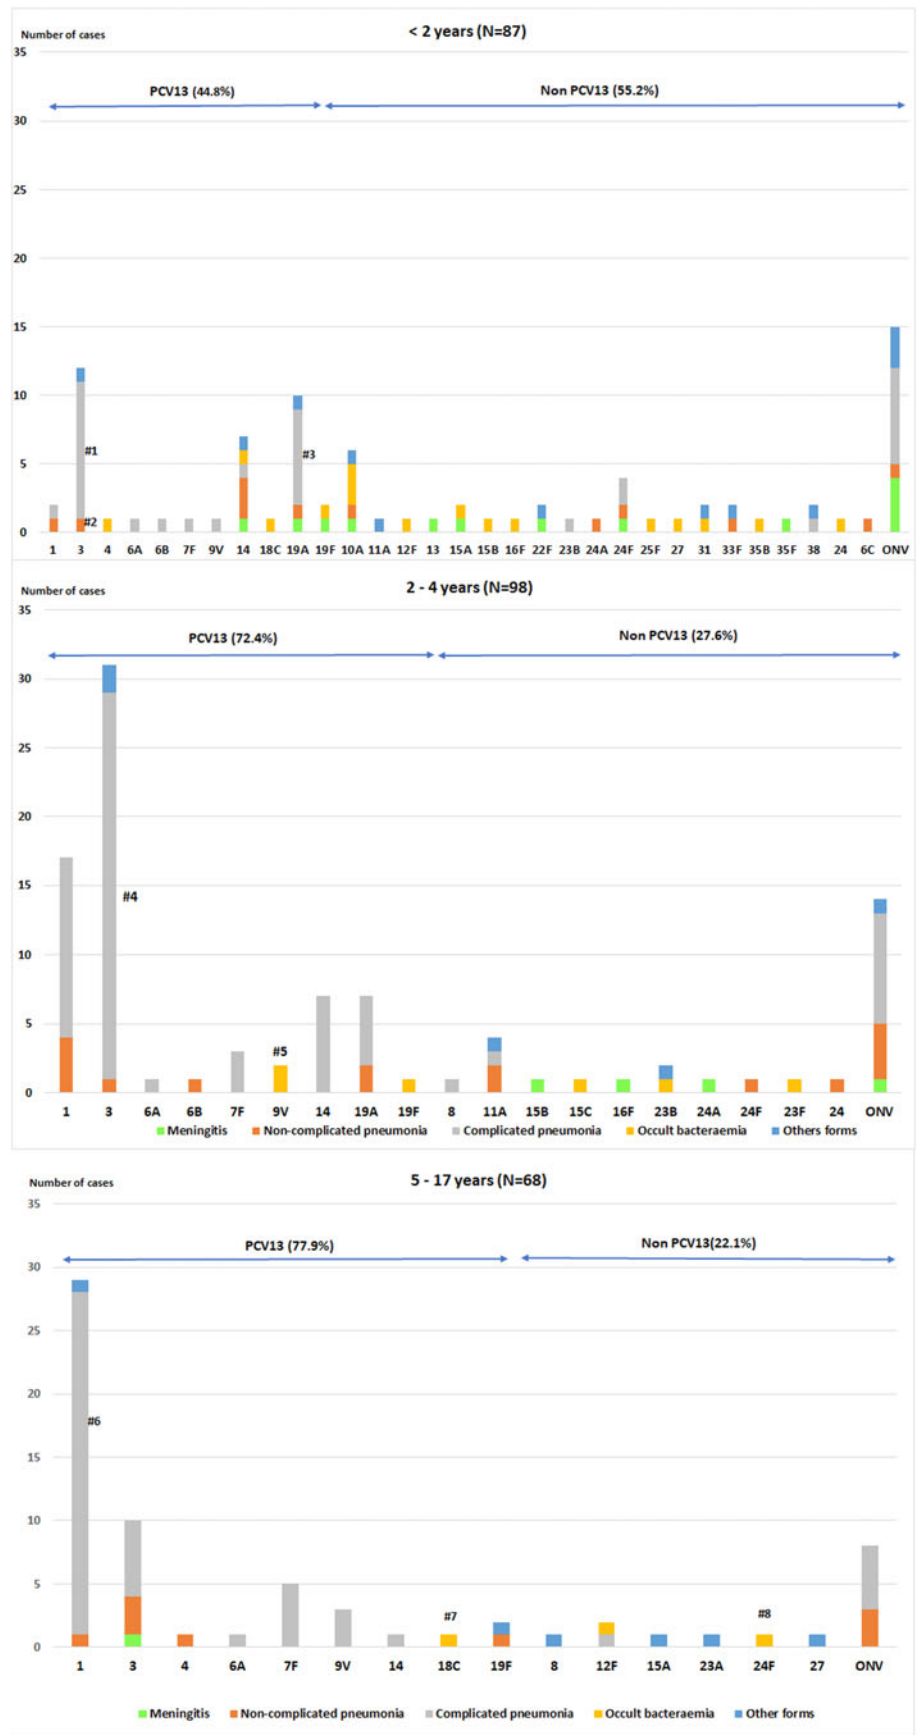 < 2 years (N=87)
Number of cases
35
PCV13 (44.8%) Non PCV13 (55.2%)
30
25
20
15
10
#1 #3
5
#2
0
1 3 4 6A 6B 7F 9V 14 18C 19A 19F 10A 11A 12F 13 15A 15B 16F 22F 23B 24A 24F 25F 27 31 33F 35B 35F 38 24 6C ONV
2 - 4 years (N=98)
Number of cases
35
PCV13 (72.4%) Non PCV13 (27.6%)
30
25
20
15
#4
10
5
#5
0
1 3 6A 6B 7F 9V 14 19A 19F 8 11A 15B 15C 16F 23B 24A 24F 23F 24 ONV
Meningitis Non-complicated pneumonia Complicated pneumonia Occult bacteraemia Others forms
5 - 17 years (N=68)
Number of cases
35
PCV13 (77.9%) Non PCV13(22.1%)
30
25
20
#6
15
10
5
#7 #8
0
1 3 4 6A 7F 9V 14 18C 19F 8 12F 15A 23A 24F 27 ONV
Meningitis Non-complicated pneumonia Complicated pneumonia Occult bacteraemia Other forms